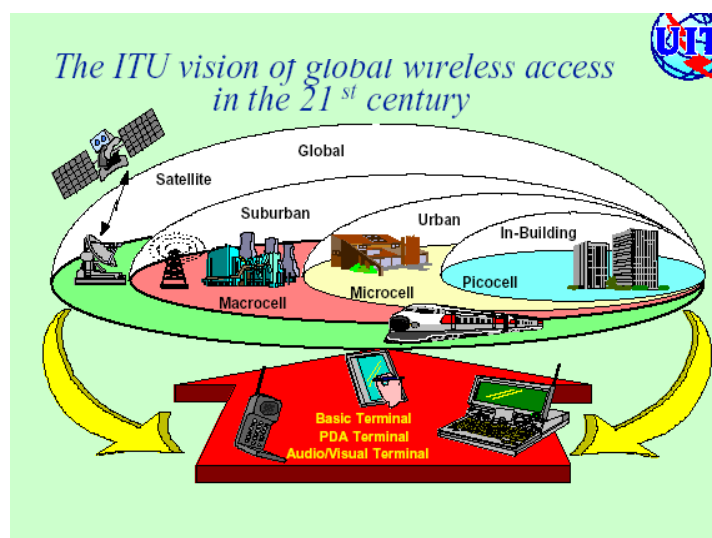 The ITU vision of global wireless access
in the 21 st century
UIT
Global
Satellite
Suburban
Urban
In-Building
Picocell
Microcell
Macrocell
Basic Terminal
PDA Terminal
Audio/Visual Terminal